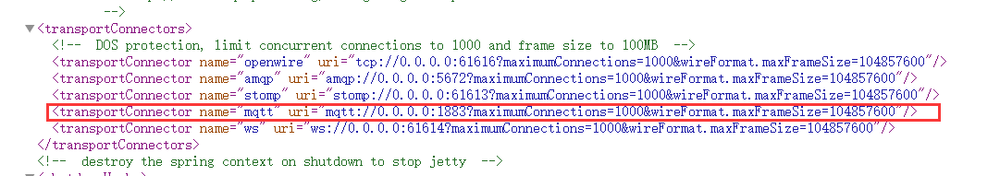 -->
▼<transportConnectors>
<!-- DOS protection, limit concurrent connections to 1000 and frame size to 100MB -->
<transportConnector name="openwire" uri="tcp://0.0.0.0:61616?maximumConnections=1000&wireFormat.maxFrameSize=104857600"/>
<transportConnector name="amqp" uri="amqp://0.0.0.0:5672?maximumConnections=1000&wireFormat.maxFrameSize=104857600"/>
<transportConnector name="stomp" uri="stomp://0.0.0.0:61613?maximumConnections=1000&wireFormat.maxFrameSize=104857600"/>
<transportConnector name="mqtt" uri="mqtt://0.0.0.0:1883?maximumConnections=1000&wireFormat.maxFrameSize=104857600"/>
<transportConnector name="ws" uri="ws://0.0.0.0:61614?maximumConnections=1000&wireFormat.maxFrameSize=104857600"/>
</transportConnectors>
<!-- destroy the spring context on shutdown to stop jetty -->